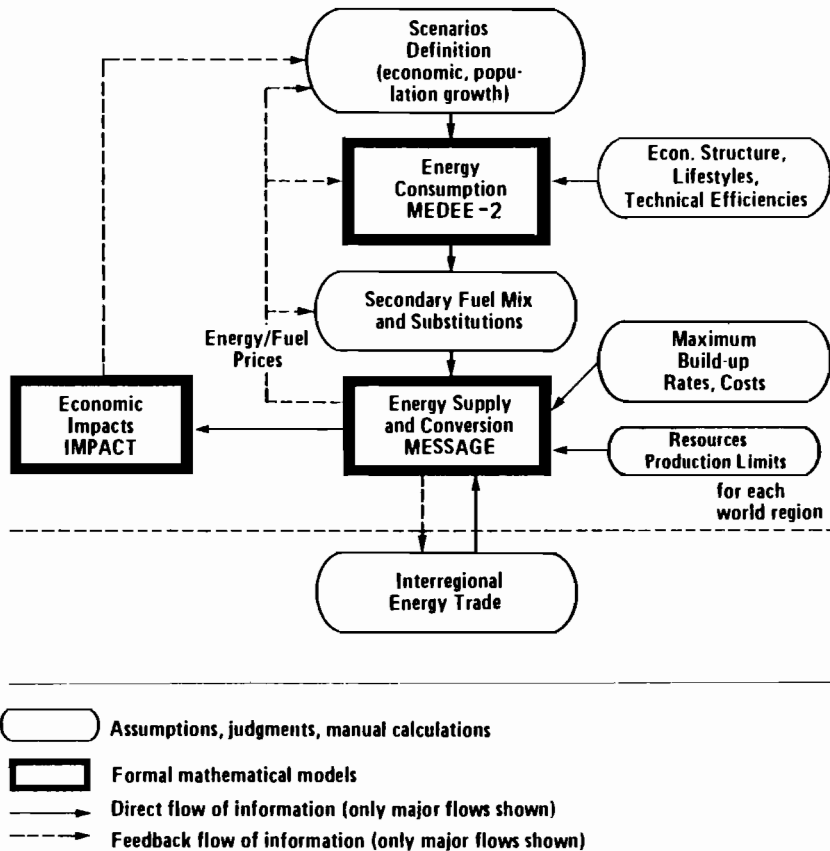 Scenarios
Definition
(economic, popu-
lation growth)
Energy
Consumption
MEDEE-2
Econ. Structure,
Lifestyles,
Technical Efficiencies
Secondary Fuel Mix
and Substitutions
Energy/Fuel
Prices
Maximum
Build-up
Rates, Costs
Economic
Impacts
IMPACT
Energy Supply
and Conversion
MESSAGE
Resources
Production Limits
for each
world region
Interregional
Energy Trade
Assumptions, judgments, manual calculations
Formal mathematical models
Direct flow of information (only major flows shown)
Feedback flow of information (only major flows shown)